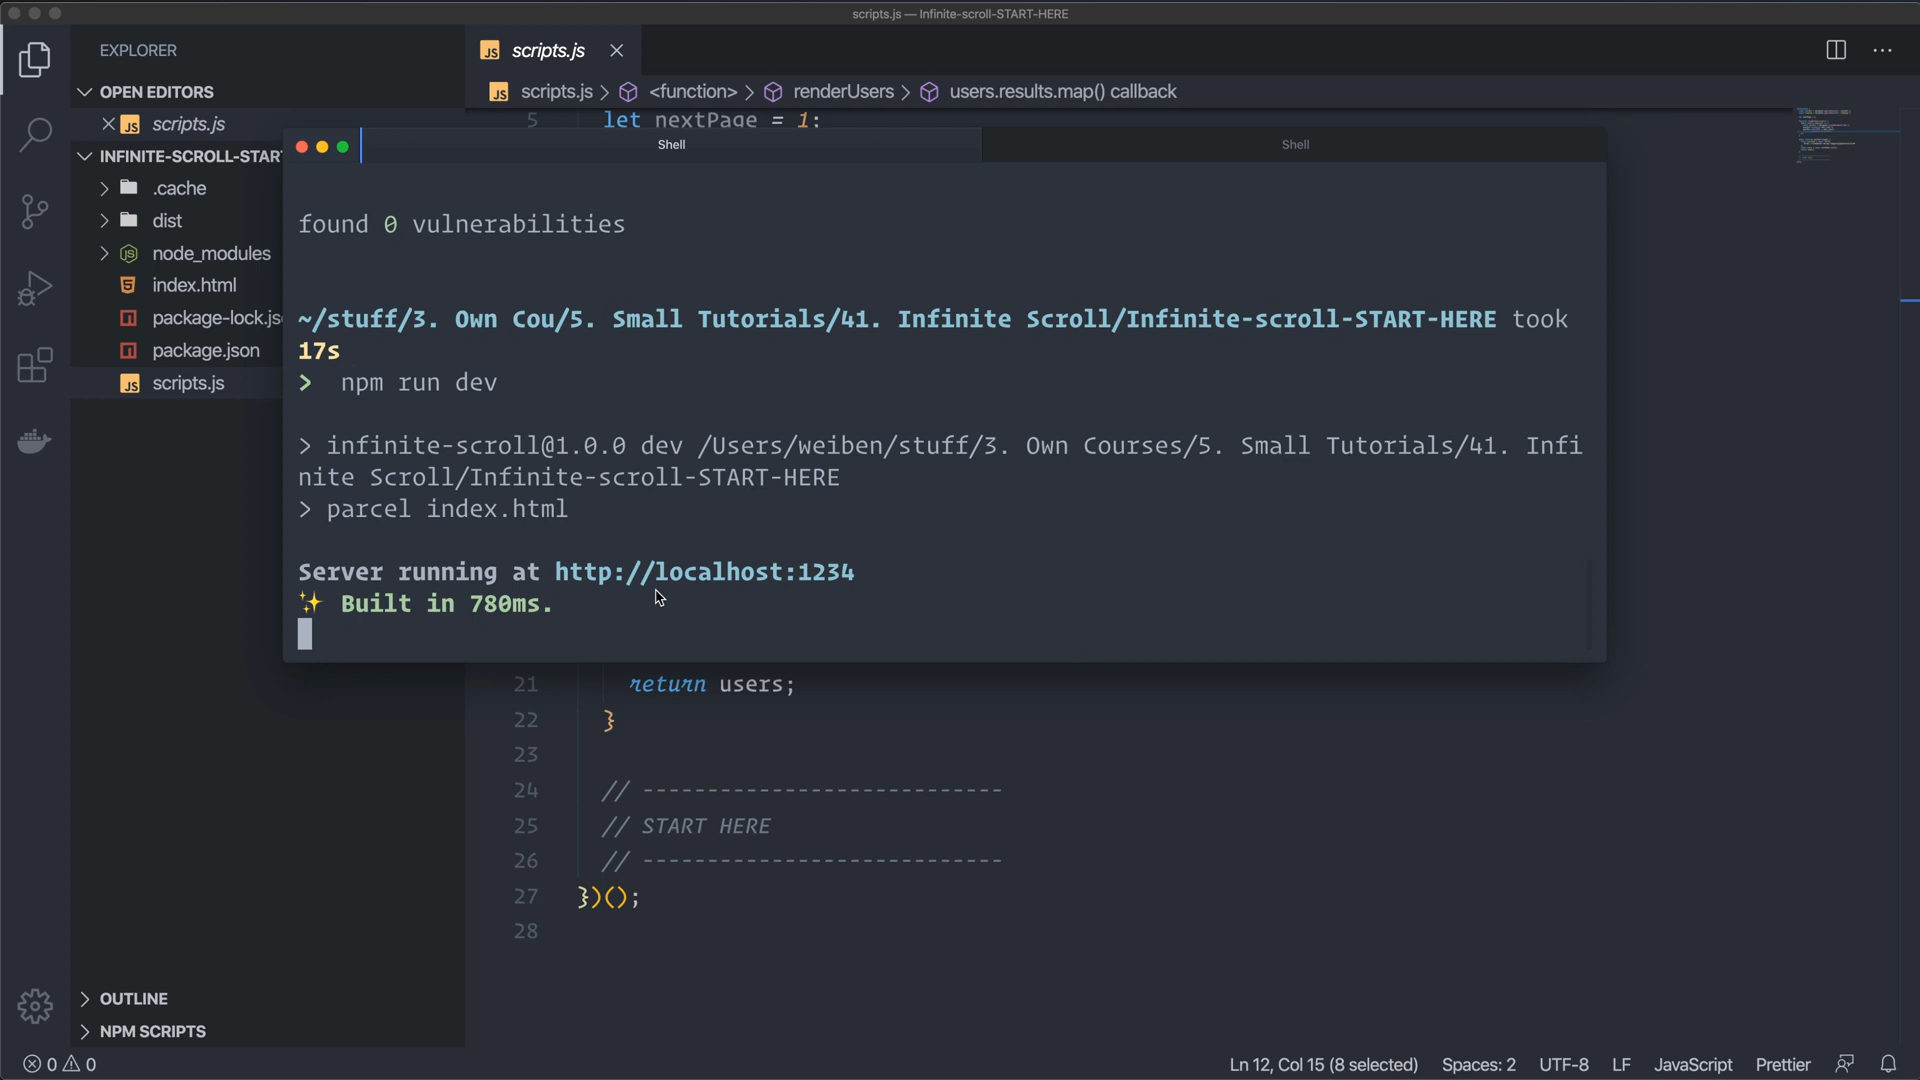 scripts.js — Infinite-scroll-START-HERE
EXPLORER
OPEN EDITORS
scripts.js
INFINITE-SCROLL-STAR
.cache
dist
node_modules
index.html
package-lock.js
package.json
scripts.js
OUTLINE
NPM SCRIPTS
scripts.js
scripts.js > <function> > renderUsers > users.results.map() callback
5 let nextPage = 1;
Shell
Shell
found 0 vulnerabilities
~/stuff/3. Own Cou/5. Small Tutorials/41. Infinite Scroll/Infinite-scroll-START-HERE took
17s
> npm run dev
> infinite-scroll@1.0.0 dev /Users/weiben/stuff/3. Own Courses/5. Small Tutorials/41. Infi
nite Scroll/Infinite-scroll-START-HERE
> parcel index.html
Server running at http://localhost:1234
✨ Built in 780ms.
21 return users;
22 }
23
24 // ----------------------------
25 // START HERE
26 // ----------------------------
27 })();
28
0 0
Ln 12, Col 15 (8 selected) Spaces: 2 UTF-8 LF JavaScript Prettier